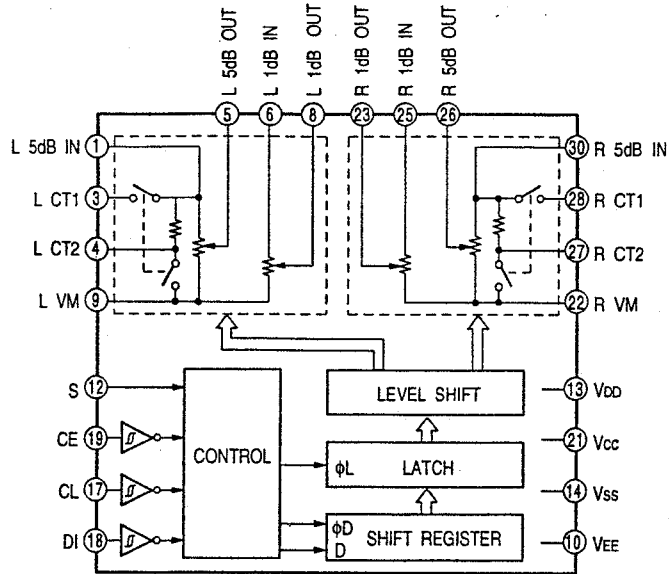 L 5dB OUT
L 1dB IN
L 1dB OUT
R 1dB OUT
R 1dB IN
R 5dB OUT
5
6
8
23
25
26
L 5dB IN 1
30 R 5dB IN
L CT1 3
28 R CT1
L CT2 4
27 R CT2
L VM 9
22 R VM
S 12
LEVEL SHIFT
13 VDD
CE 19
CONTROL
φL LATCH
21 VCC
CL 17
14 VSS
DI 18
φD
D
SHIFT REGISTER
10 VEE